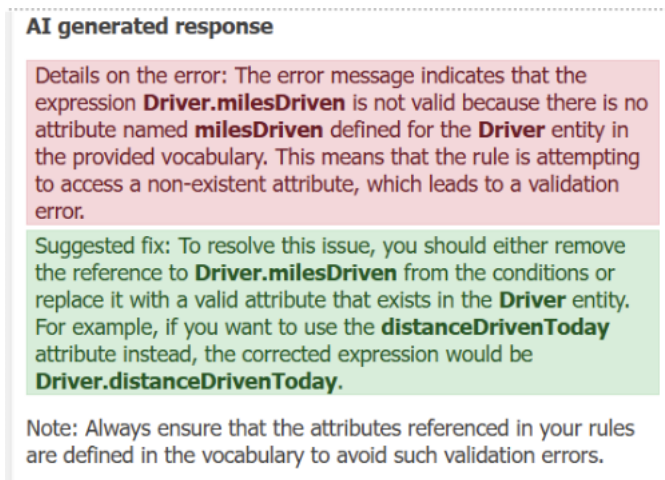 AI generated response
Details on the error: The error message indicates that the
expression Driver.milesDriven is not valid because there is no
attribute named milesDriven defined for the Driver entity in
the provided vocabulary. This means that the rule is attempting
to access a non-existent attribute, which leads to a validation
error.
Suggested fix: To resolve this issue, you should either remove
the reference to Driver.milesDriven from the conditions or
replace it with a valid attribute that exists in the Driver entity.
For example, if you want to use the distanceDrivenToday
attribute instead, the corrected expression would be
Driver.distanceDrivenToday.
Note: Always ensure that the attributes referenced in your rules
are defined in the vocabulary to avoid such validation errors.